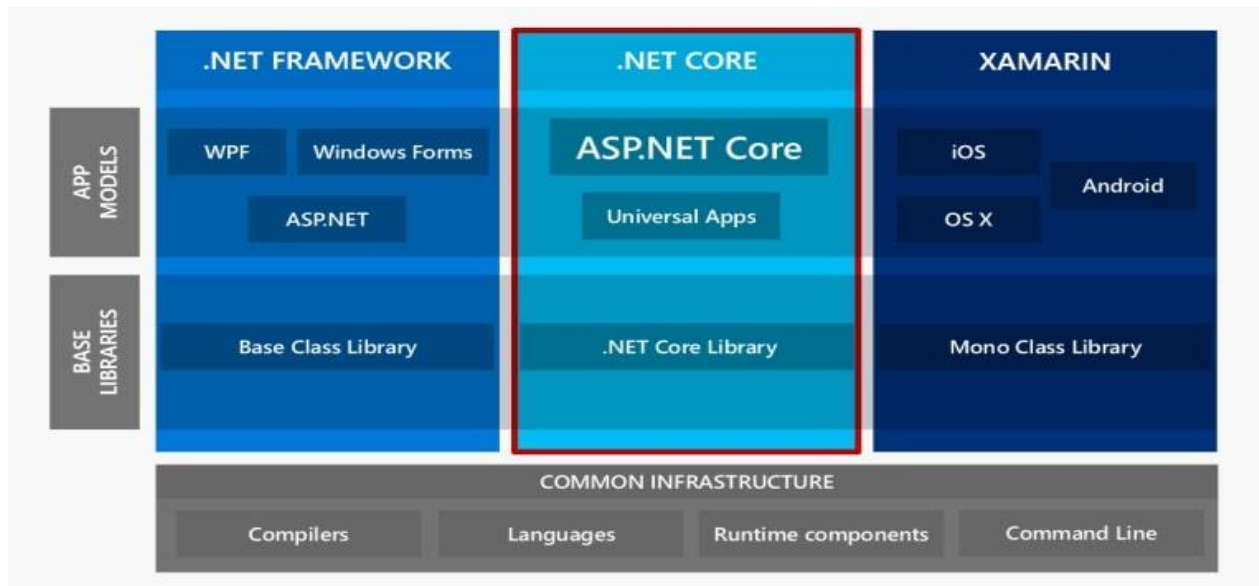 .NET FRAMEWORK
.NET CORE
XAMARIN
APP
MODELS
WPF
Windows Forms
ASP.NET
ASP.NET Core
Universal Apps
iOS
Android
OS X
BASE
LIBRARIES
Base Class Library
.NET Core Library
Mono Class Library
COMMON INFRASTRUCTURE
Compilers
Languages
Runtime components
Command Line